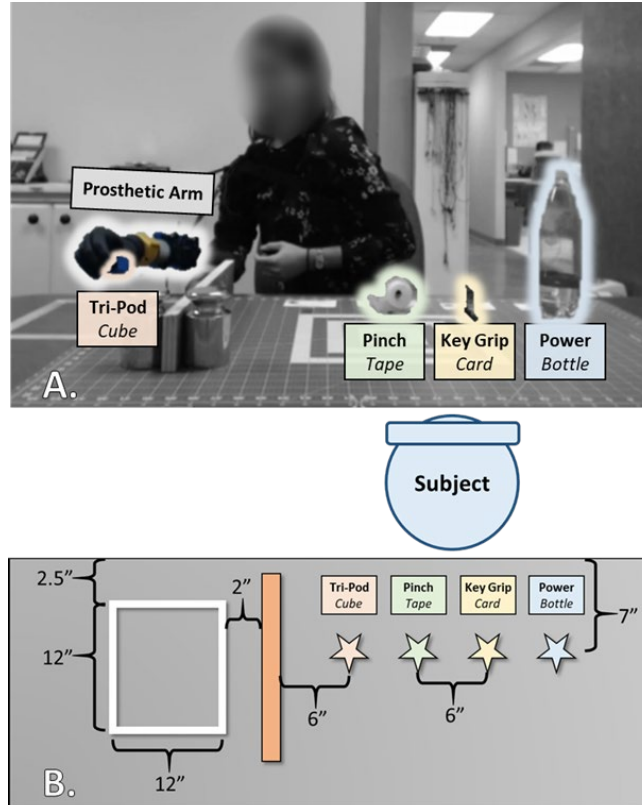 Prosthetic Arm
Tri-Pod
Cube
Pinch
Tape
Key Grip
Card
Power
Bottle
A.
Subject
2.5”
2”
Tri-Pod
Cube
Pinch
Tape
Key Grip
Card
Power
Bottle
7”
12”
6”
6”
12”
B.